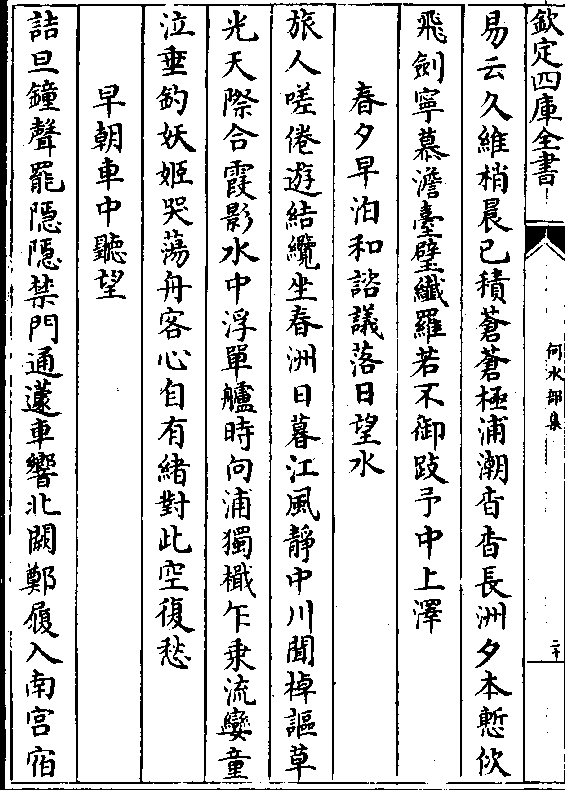 欽定四庫全書
何水部集
二十
易云久維梢晨已積蒼蒼極浦潮杳杳長洲夕本慙佽
飛劍寧慕澹臺璧纖羅若不御跂予中上澤
春夕早泊和諮議落日望水
旅人嗟倦遊結纜坐春洲日暮江風靜中川聞棹謳草
光天際合霞影水中浮單艫時向浦獨檝乍乗流孌童
泣垂釣妖姬哭蕩舟客心自有緒對此空復愁
早朝車中聽望
詰旦鐘聲罷隱隱禁門通蘧車響北闕鄭履入南宫宿